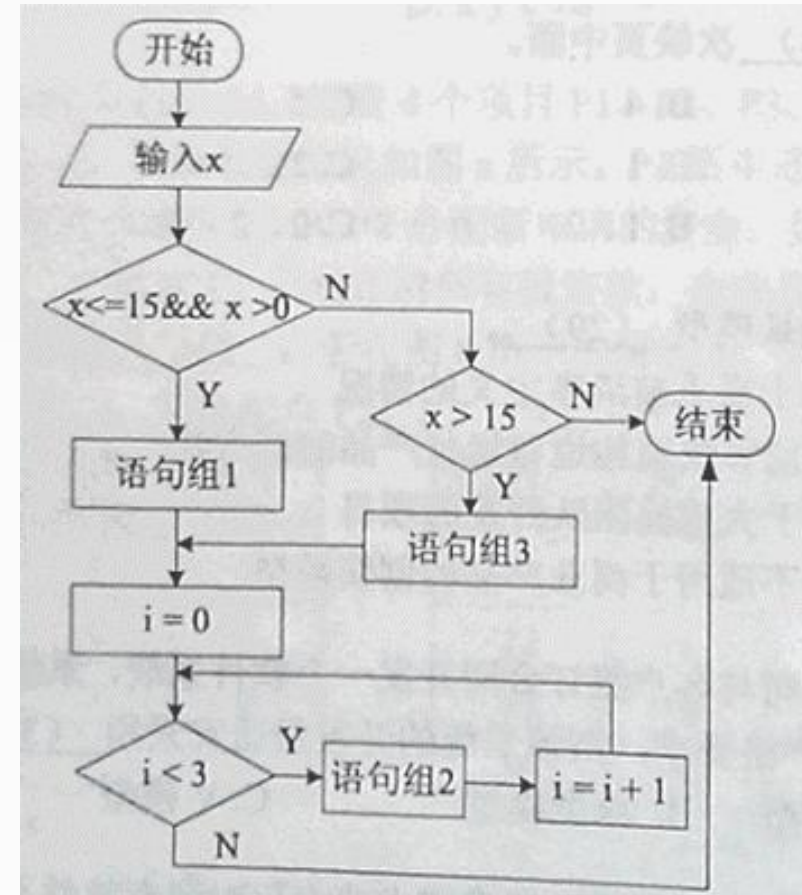 开始
输入x
x<=15&& x >0
N
Y
x > 15
N
结束
语句组1
Y
语句组3
i = 0
i < 3
Y
语句组2
i = i + 1
N